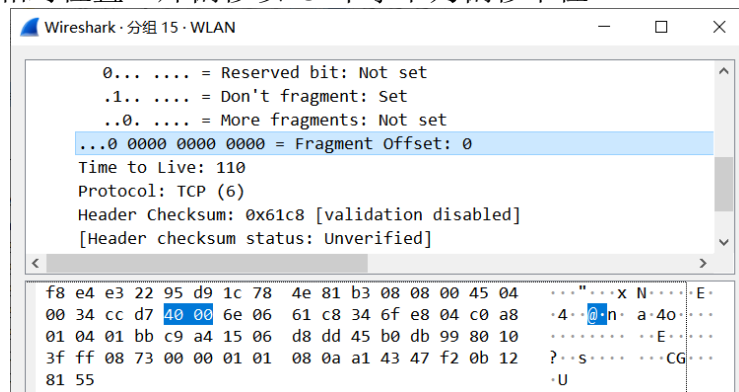 Wireshark · 分组 15 · WLAN
0... .... = Reserved bit: Not set
.1.. .... = Don't fragment: Set
..0. .... = More fragments: Not set
...0 0000 0000 0000 = Fragment Offset: 0
Time to Live: 110
Protocol: TCP (6)
Header Checksum: 0x61c8 [validation disabled]
[Header checksum status: Unverified]
f8 e4 e3 22 95 d9 1c 78 4e 81 b3 08 08 00 45 04 ···"···x N·····E·
00 34 cc d7 40 00 6e 06 61 c8 34 6f e8 04 c0 a8 ·4··@·n· a·4o····
01 04 01 bb c9 a4 15 06 d8 dd 45 b0 db 99 80 10 ········ ··E·····
3f ff 08 73 00 00 01 01 08 0a a1 43 47 f2 0b 12 ?··s···· ···CG···
81 55 ·U